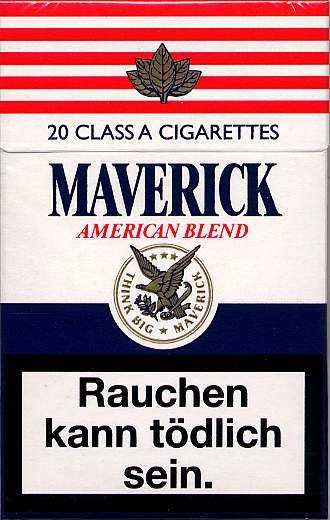 20 CLASS A CIGARETTES
MAVERICK
AMERICAN BLEND
THINK BIG ★ MAVERICK
Rauchen
kann tödlich
sein.